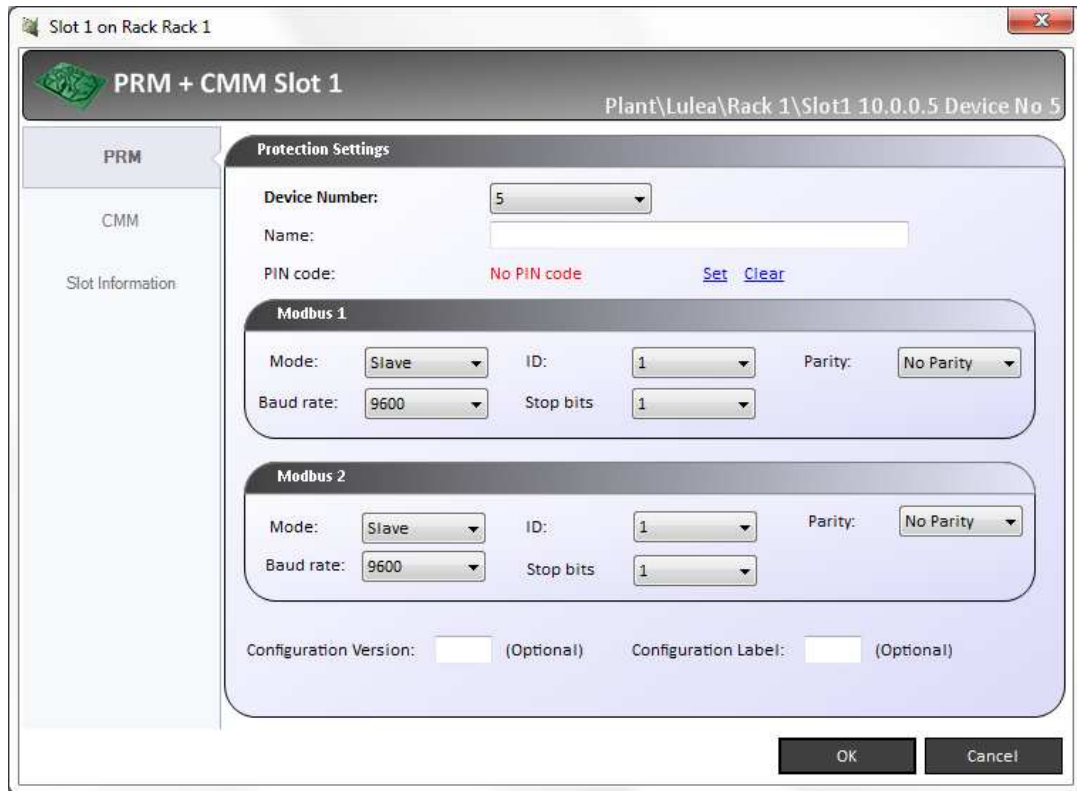 Slot 1 on Rack Rack 1
PRM + CMM Slot 1
Plant\Lulea\Rack 1\Slot1 10.0.0.5 Device No 5
PRM
CMM
Slot Information
Protection Settings
Device Number: 5
Name:
PIN code: No PIN code Set Clear
Modbus 1
Mode: Slave ID: 1 Parity: No Parity
Baud rate: 9600 Stop bits 1
Modbus 2
Mode: Slave ID: 1 Parity: No Parity
Baud rate: 9600 Stop bits 1
Configuration Version: (Optional) Configuration Label: (Optional)
OK Cancel